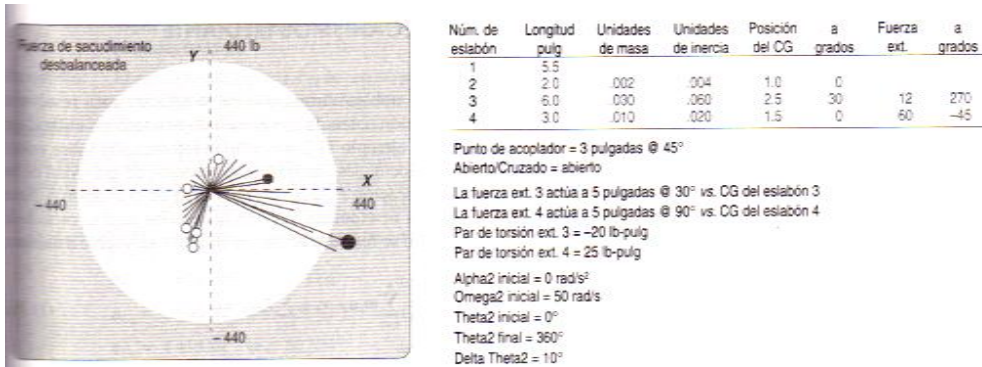 Fuerza de sacudimiento
desbalanceada
Y
440 lb
X
-440
440
-440
Núm. de Longitud Unidades Unidades Posición a Fuerza a
eslabón pulg de masa de inercia del CG grados ext. grados
1 5.5
2 2.0 .002 .004 1.0 0
3 6.0 .030 .060 2.5 30 12 270
4 3.0 .010 .020 1.5 0 60 -45
Punto de acoplador = 3 pulgadas @ 45°
Abierto/Cruzado = abierto
La fuerza ext. 3 actúa a 5 pulgadas @ 30° vs. CG del eslabón 3
La fuerza ext. 4 actúa a 5 pulgadas @ 90° vs. CG del eslabón 4
Par de torsión ext. 3 = -20 lb-pulg
Par de torsión ext. 4 = 25 lb-pulg
Alpha2 inicial = 0 rad/s²
Omega2 inicial = 50 rad/s
Theta2 inicial = 0°
Theta2 final = 360°
Delta Theta2 = 10°